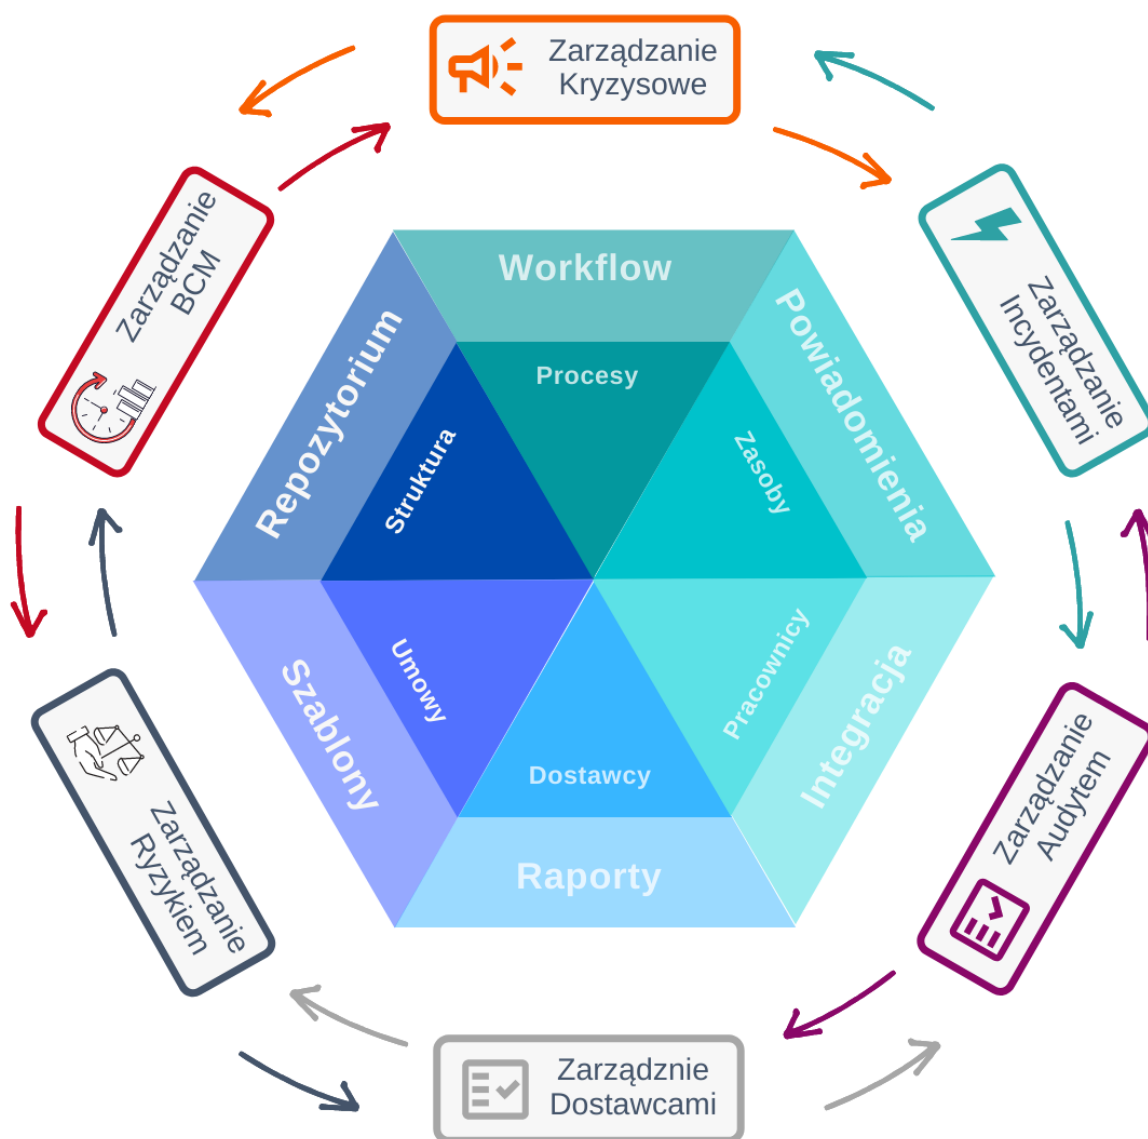 Zarządzanie
Kryzysowe
Zarządzanie
BCM
Zarządzanie
Incydentami
Workflow
Powiadomienia
Repozytorium
Procesy
Struktura
Zasoby
Umowy
Pracownicy
Dostawcy
Szablony
Integracja
Raporty
Zarządzanie
Ryzykiem
Zarządzanie
Audytem
Zarządznie
Dostawcami